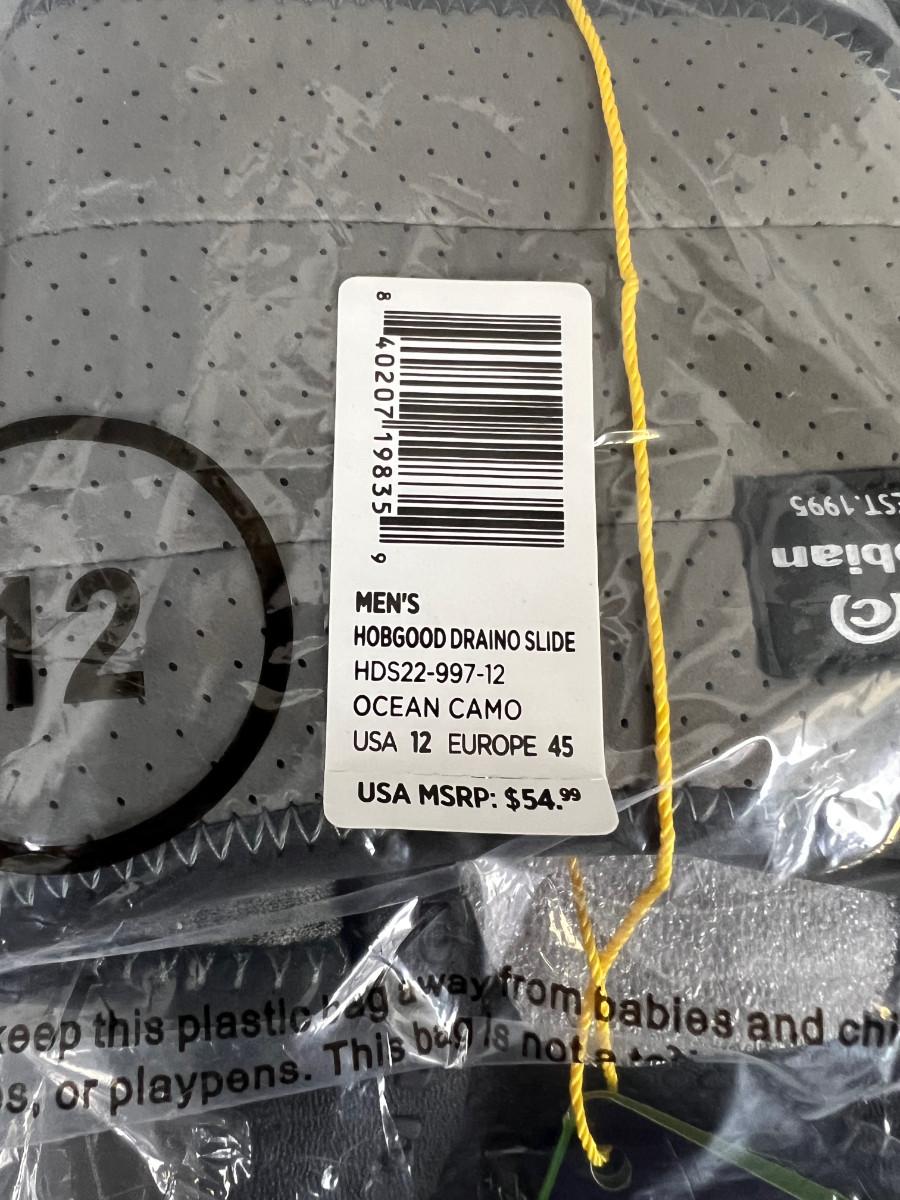 8 40207 19835 9
MEN'S
HOBGOOD DRAINO SLIDE
HDS22-997-12
OCEAN CAMO
USA 12 EUROPE 45
USA MSRP: $54.99
12
EST.1995
bian
(c)
keep this plastic bag away from babies and chi
s, or playpens. This bag is not a